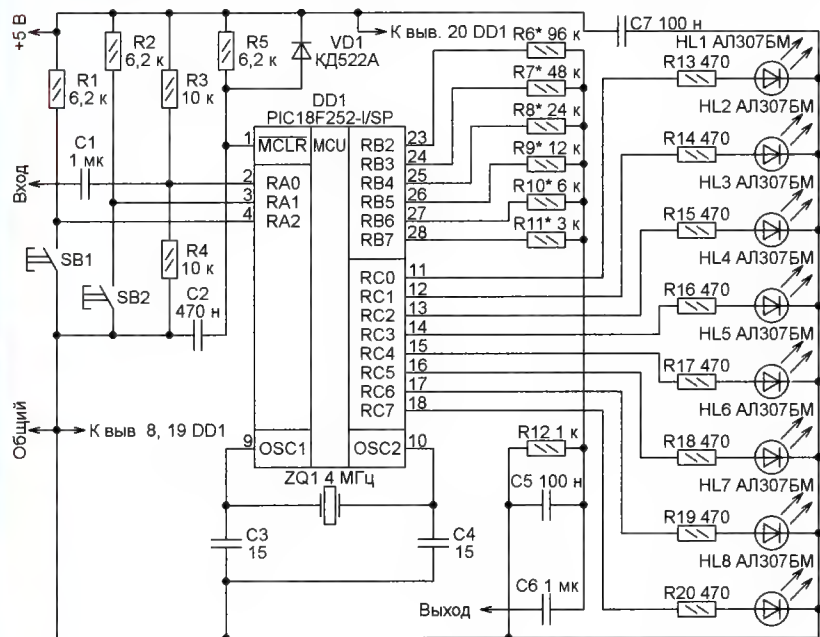 +5 В
R1
6,2 к
R2
6,2 к
R3
10 к
R5
6,2 к
VD1
КД522А
К выв. 20 DD1
DD1
PIC18F252-I/SP
C1
1 мк
Вход
1
2
3
4
MCLR
MCU
RA0
RA1
RA2
RB2
RB3
RB4
RB5
RB6
RB7
23
24
25
26
27
28
R6* 96 к
R7* 48 к
R8* 24 к
R9* 12 к
R10* 6 к
R11* 3 к
C7 100 н
HL1 АЛ307БМ
R13 470
HL2 АЛ307БМ
R14 470
HL3 АЛ307БМ
R15 470
HL4 АЛ307БМ
R16 470
HL5 АЛ307БМ
R17 470
HL6 АЛ307БМ
R18 470
HL7 АЛ307БМ
R19 470
HL8 АЛ307БМ
R20 470
SB1
SB2
R4
10 к
C2
470 н
RC0
RC1
RC2
RC3
RC4
RC5
RC6
RC7
11
12
13
14
15
16
17
18
Общий
К выв 8, 19 DD1
9
OSC1
OSC2
10
ZQ1 4 МГц
C3
15
C4
15
R12 1 к
C5 100 н
C6 1 мк
Выход